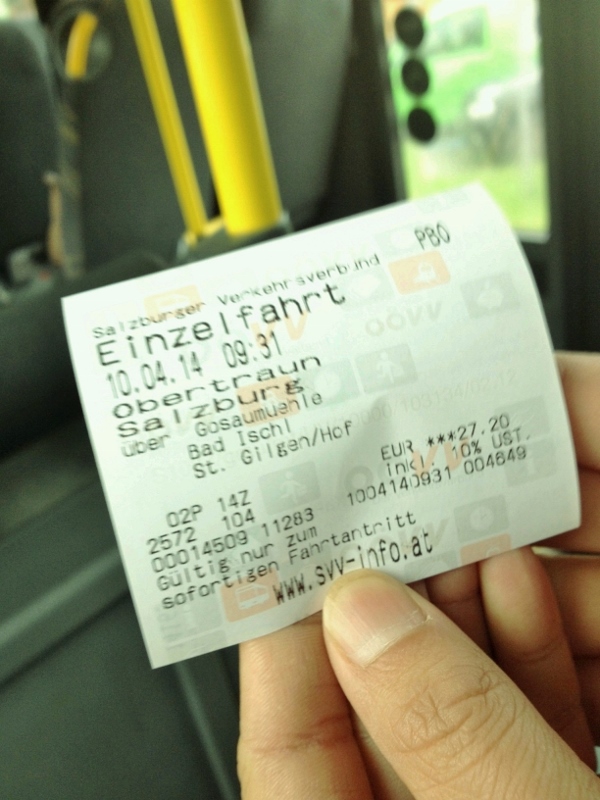 PBO
Salzburger Verkehrsverbund
Einzelfahrt
10.04.14 09:31
Obertraun
Salzburg
über Gosaumuehle
Bad Ischl
St. Gilgen/Hof
EUR ***27.20
inkl. 10% UST.
02P 14Z
1004140931 004649
2572 104
00014509 11283
Gültig nur zum
sofortigen Fahrtantritt
www.svv-info.at